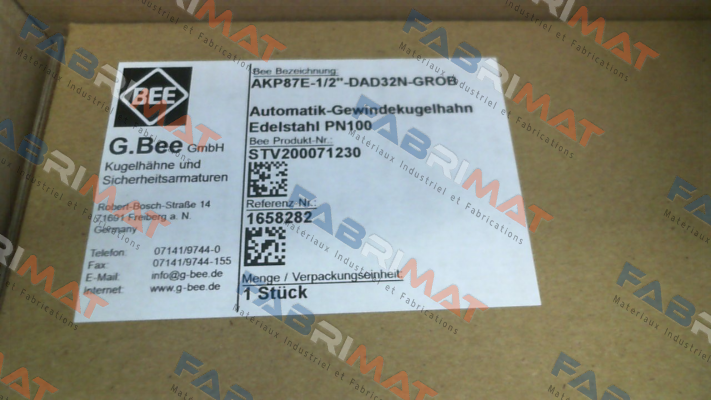 BEE
G.Bee GmbH
Kugelhähne und
Sicherheitsarmaturen
Robert-Bosch-Straße 14
71691 Freiberg a. N.
Germany
Telefon: 07141/9744-0
Fax: 07141/9744-155
E-Mail: info@g-bee.de
Internet: www.g-bee.de
Bee Bezeichnung:
AKP87E-1/2"-DAD32N-GROB
Automatik-Gewindekugelhahn
Edelstahl PN100
Bee Produkt-Nr.:
STV200071230
Referenz Nr.:
1658282
Menge / Verpackungseinheit:
1 Stück
FABRIMAT
Materiaux Industriel et Fabrications